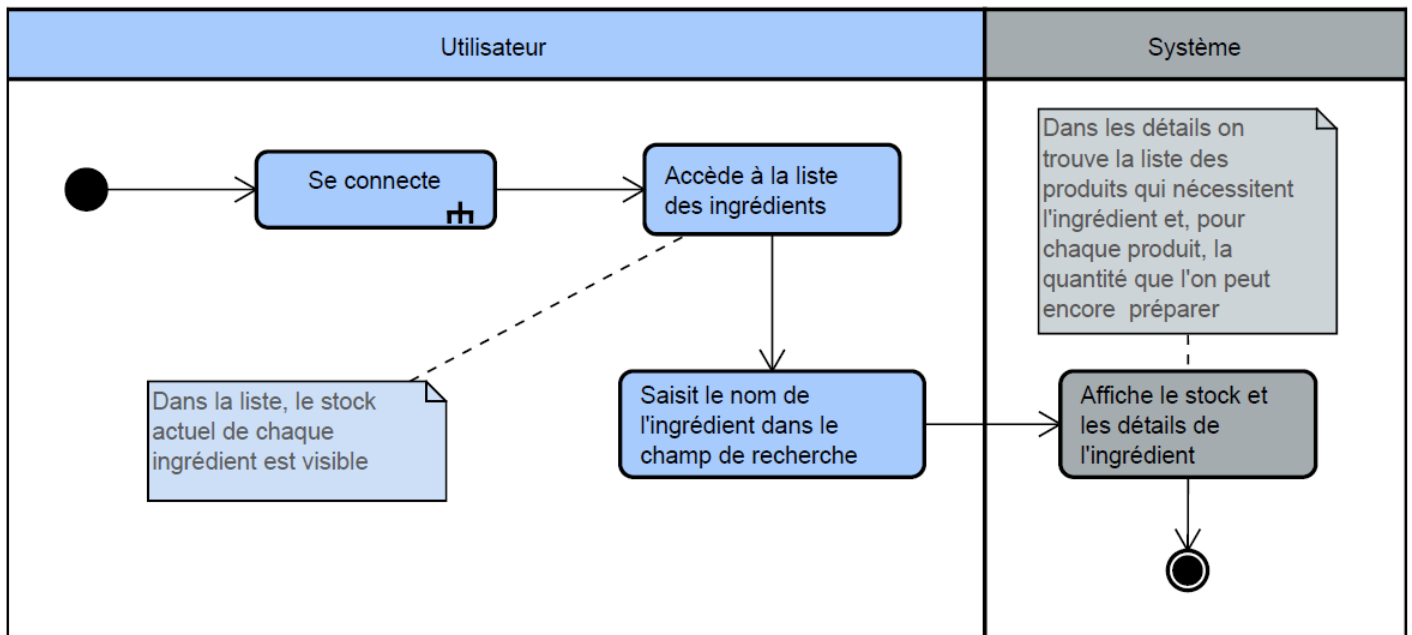 Utilisateur
Système
Se connecte
Accède à la liste
des ingrédients
Dans les détails on
trouve la liste des
produits qui nécessitent
l'ingrédient et, pour
chaque produit, la
quantité que l'on peut
encore  préparer
Dans la liste, le stock
actuel de chaque
ingrédient est visible
Saisit le nom de
l'ingrédient dans le
champ de recherche
Affiche le stock et
les détails de
l'ingrédient